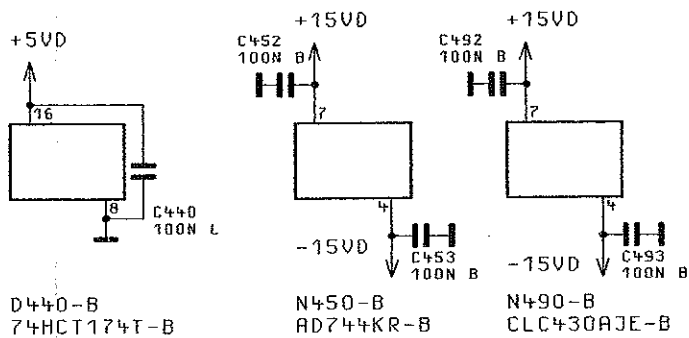 +5VD
16
8
C440
100N L
D440-B
74HCT174T-B
+15VD
C452
100N B
7
4
-15VD
C453
100N B
N450-B
AD744KR-B
+15VD
C492
100N B
7
4
-15VD
C493
100N B
N490-B
CLC430AJE-B